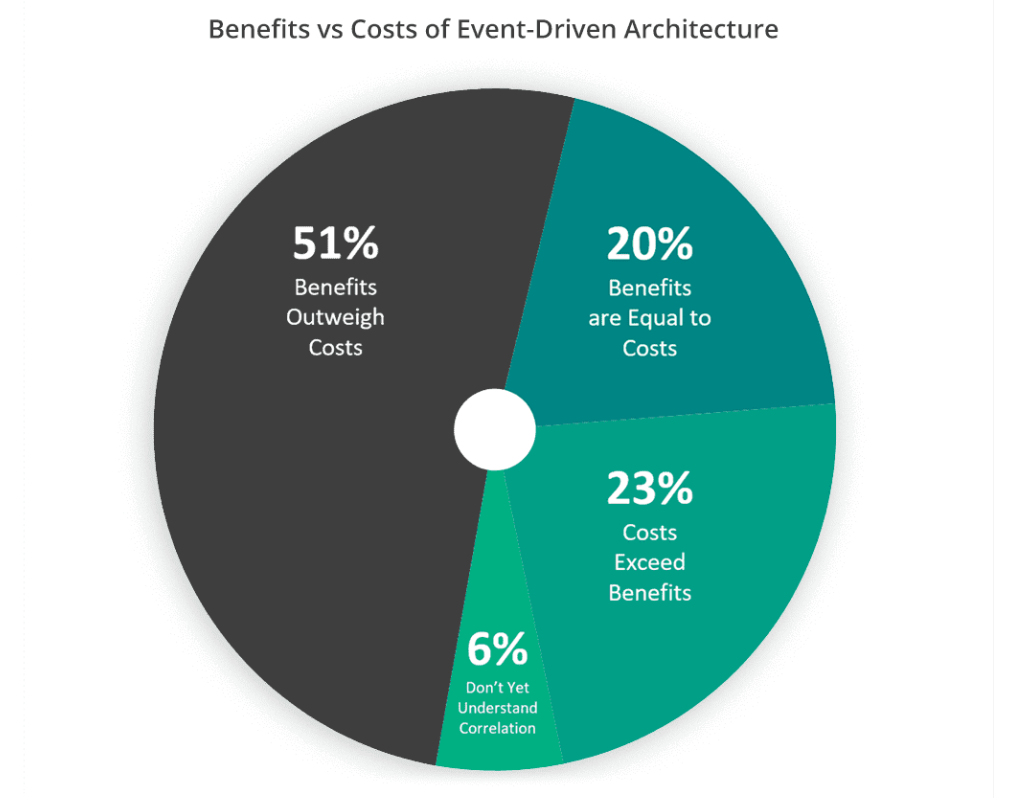 Benefits vs Costs of Event-Driven Architecture
51%
Benefits
Outweigh
Costs
20%
Benefits
are Equal to
Costs
23%
Costs
Exceed
Benefits
6%
Don’t Yet
Understand
Correlation